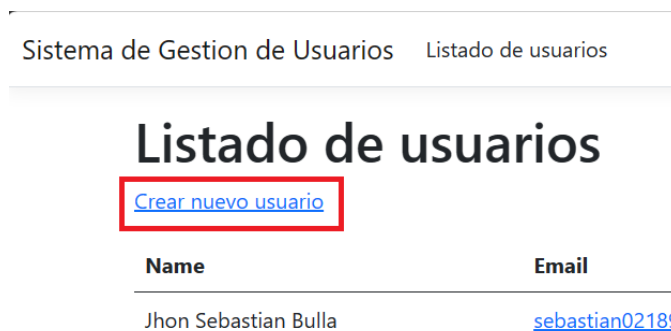 Sistema de Gestion de Usuarios Listado de usuarios
Listado de usuarios
Crear nuevo usuario
Name Email
Jhon Sebastian Bulla sebastian02189